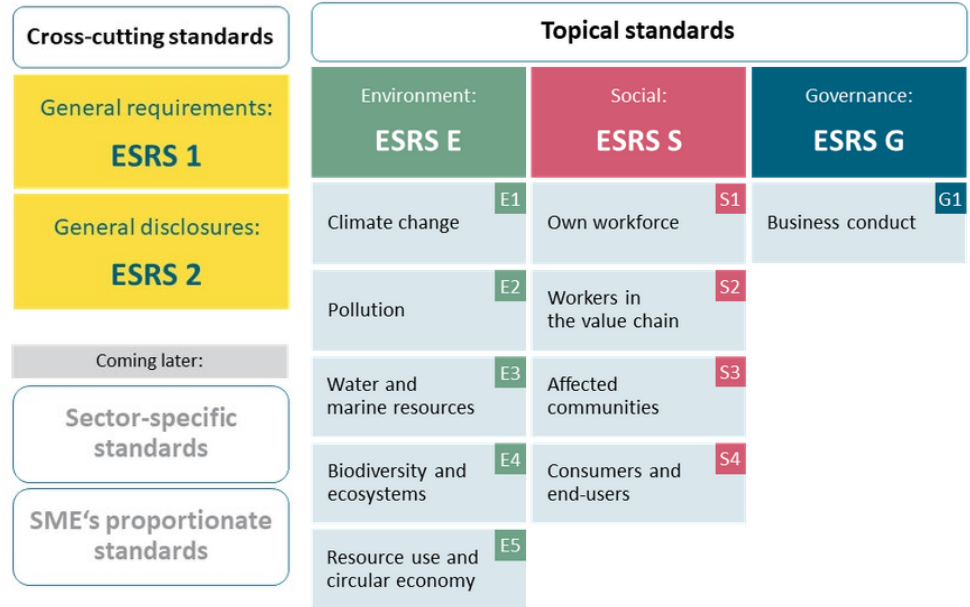 Cross-cutting standards
General requirements:
ESRS 1
General disclosures:
ESRS 2
Coming later:
Sector-specific
standards
SME‘s proportionate
standards
Topical standards
Environment:
ESRS E
E1
Climate change
E2
Pollution
E3
Water and
marine resources
E4
Biodiversity and
ecosystems
E5
Resource use and
circular economy
Social:
ESRS S
S1
Own workforce
S2
Workers in
the value chain
S3
Affected
communities
S4
Consumers and
end-users
Governance:
ESRS G
G1
Business conduct